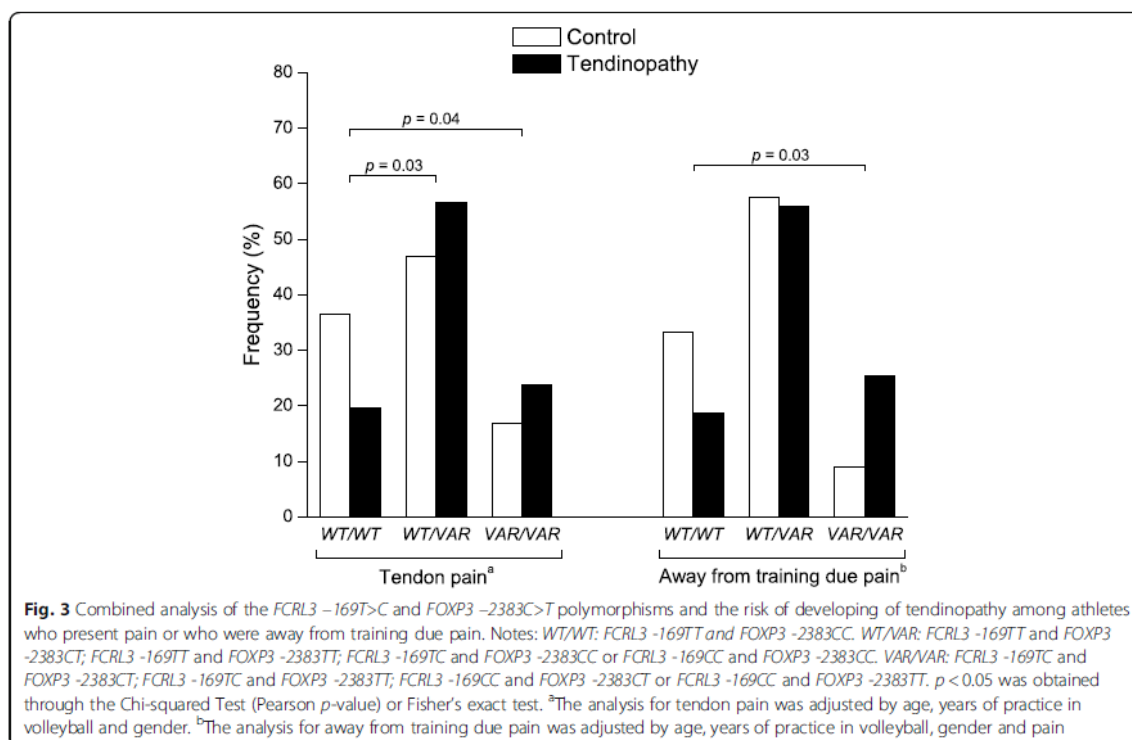 Control
Tendinopathy
80
70
60
50
40
30
20
10
0
Frequency (%)
p = 0.04
p = 0.03
p = 0.03
WT/WT WT/VAR VAR/VAR WT/WT WT/VAR VAR/VAR
Tendon painᵃ Away from training due painᵇ
Fig. 3 Combined analysis of the FCRL3 –169T>C and FOXP3 –2383C>T polymorphisms and the risk of developing of tendinopathy among athletes
who present pain or who were away from training due pain. Notes: WT/WT: FCRL3 -169TT and FOXP3 -2383CC. WT/VAR: FCRL3 -169TT and FOXP3
-2383CT; FCRL3 -169TT and FOXP3 -2383TT; FCRL3 -169TC and FOXP3 -2383CC or FCRL3 -169CC and FOXP3 -2383CC. VAR/VAR: FCRL3 -169TC and
FOXP3 -2383CT; FCRL3 -169TC and FOXP3 -2383TT; FCRL3 -169CC and FOXP3 -2383CT or FCRL3 -169CC and FOXP3 -2383TT. p < 0.05 was obtained
through the Chi-squared Test (Pearson p-value) or Fisher's exact test. ᵃThe analysis for tendon pain was adjusted by age, years of practice in
volleyball and gender. ᵇThe analysis for away from training due pain was adjusted by age, years of practice in volleyball, gender and pain